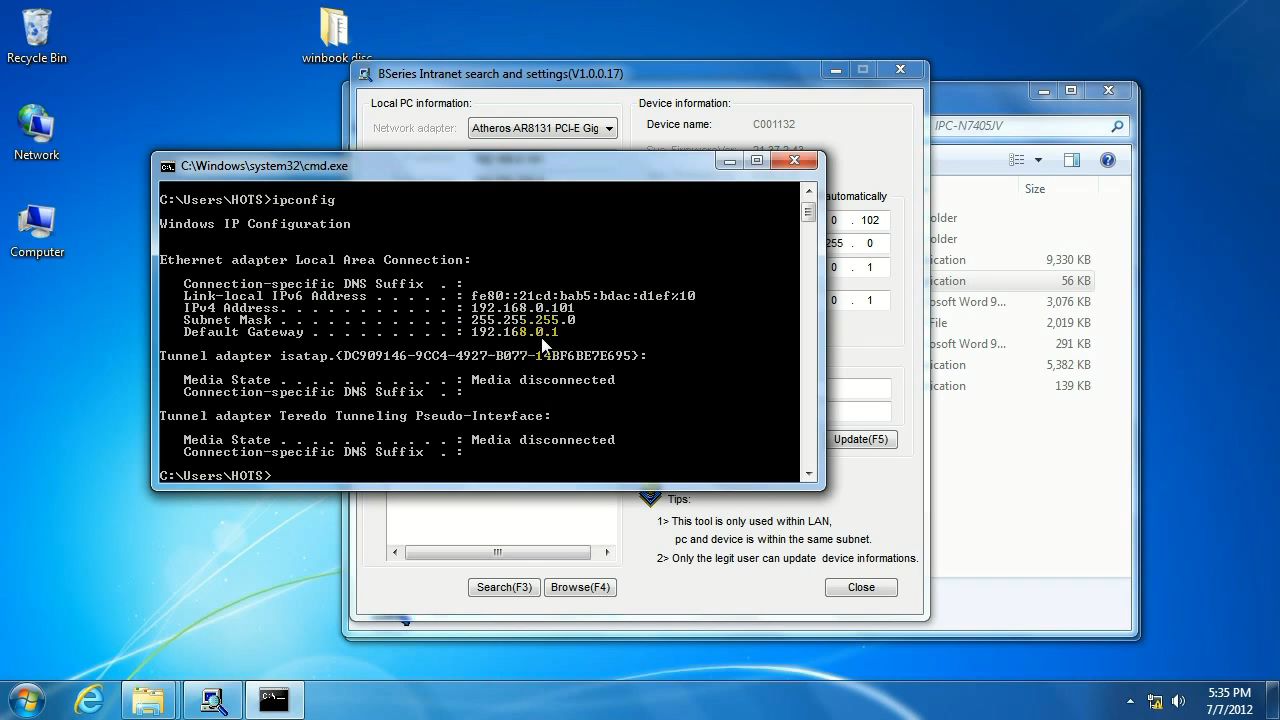 Recycle Bin
winbook disc
Network
Computer
BSeries Intranet search and settings(V1.0.0.17)
Local PC information:
Network adapter:
Atheros AR8131 PCI-E Gig
Device information:
Device name:
C001132
automatically
0 . 102
255 . 0
0 . 1
0 . 1
Update(F5)
Tips:
1> This tool is only used within LAN,
pc and device is within the same subnet.
2> Only the legit user can update device informations.
Search(F3)
Browse(F4)
Close
IPC-N7405JV
Size
older
older
ication
9,330 KB
ication
56 KB
osoft Word 9...
3,076 KB
File
2,019 KB
osoft Word 9...
291 KB
ication
5,382 KB
ication
139 KB
C:\Windows\system32\cmd.exe
C:\Users\HOTS>ipconfig
Windows IP Configuration
Ethernet adapter Local Area Connection:
Connection-specific DNS Suffix . :
Link-local IPv6 Address . . . . . : fe80::21cd:bab5:bdac:d1ef%10
IPv4 Address. . . . . . . . . . . : 192.168.0.101
Subnet Mask . . . . . . . . . . . : 255.255.255.0
Default Gateway . . . . . . . . . : 192.168.0.1
Tunnel adapter isatap.{DC909146-9CC4-4927-B077-14BF6BE7E695}:
Media State . . . . . . . . . . . : Media disconnected
Connection-specific DNS Suffix . :
Tunnel adapter Teredo Tunneling Pseudo-Interface:
Media State . . . . . . . . . . . : Media disconnected
Connection-specific DNS Suffix . :
C:\Users\HOTS>
5:35 PM
7/7/2012